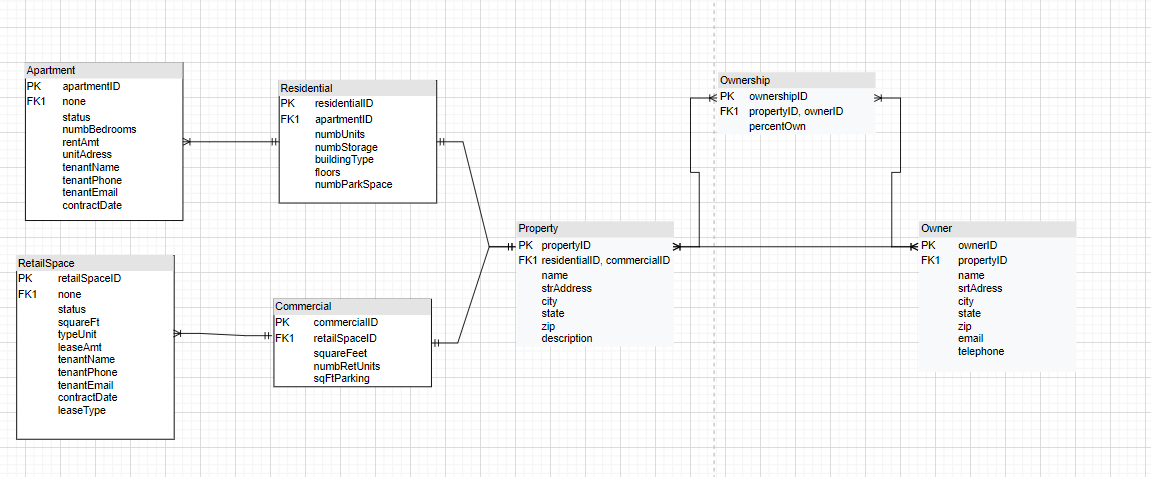 Apartment
PK apartmentID
FK1 none
status
numbBedrooms
rentAmt
unitAdress
tenantName
tenantPhone
tenantEmail
contractDate
RetailSpace
PK retailSpaceID
FK1 none
status
squareFt
typeUnit
leaseAmt
tenantName
tenantPhone
tenantEmail
contractDate
leaseType
Residential
PK residentialID
FK1 apartmentID
numbUnits
numbStorage
buildingType
floors
numbParkSpace
Commercial
PK commercialID
FK1 retailSpaceID
squareFeet
numbRetUnits
sqFtParking
Property
PK propertyID
FK1 residentialID, commercialID
name
strAddress
city
state
zip
description
Ownership
PK ownershipID
FK1 propertyID, ownerID
percentOwn
Owner
PK ownerID
FK1 propertyID
name
srtAdress
city
state
zip
email
telephone